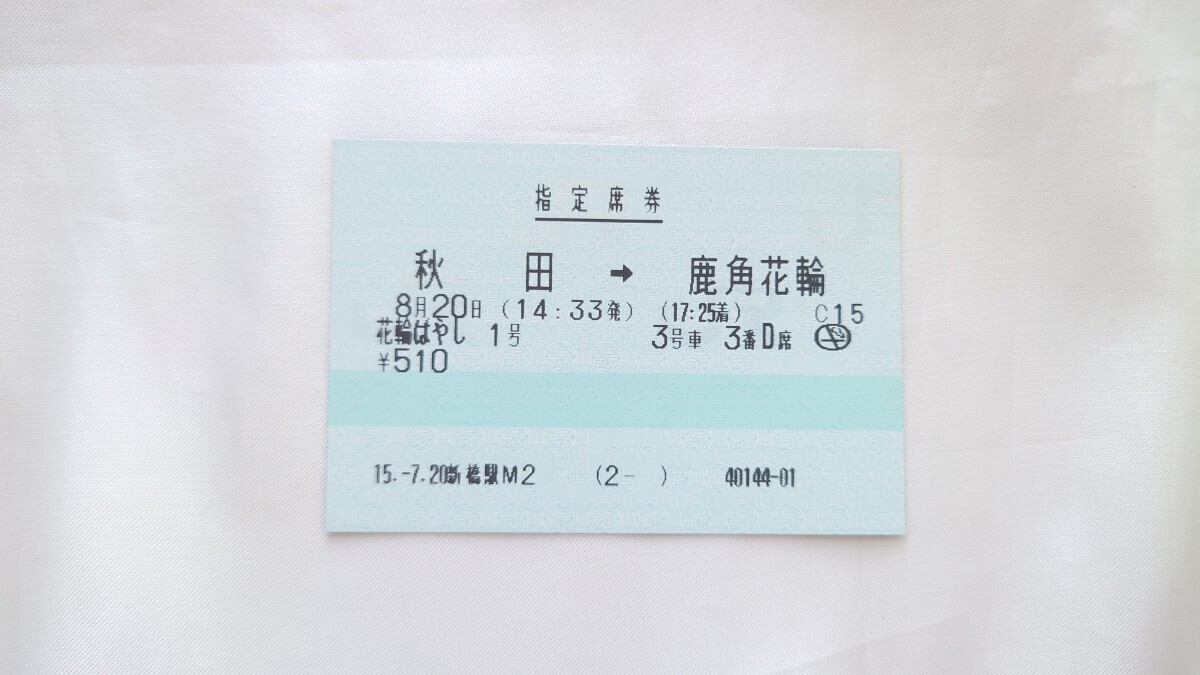 指定席券
秋田 → 鹿角花輪
8月20日 (14:33発) (17:25着) C15
花輪ばやし 1号 3号車 3番D席
¥510
15.-7.20新橋駅M2 (2- ) 40144-01